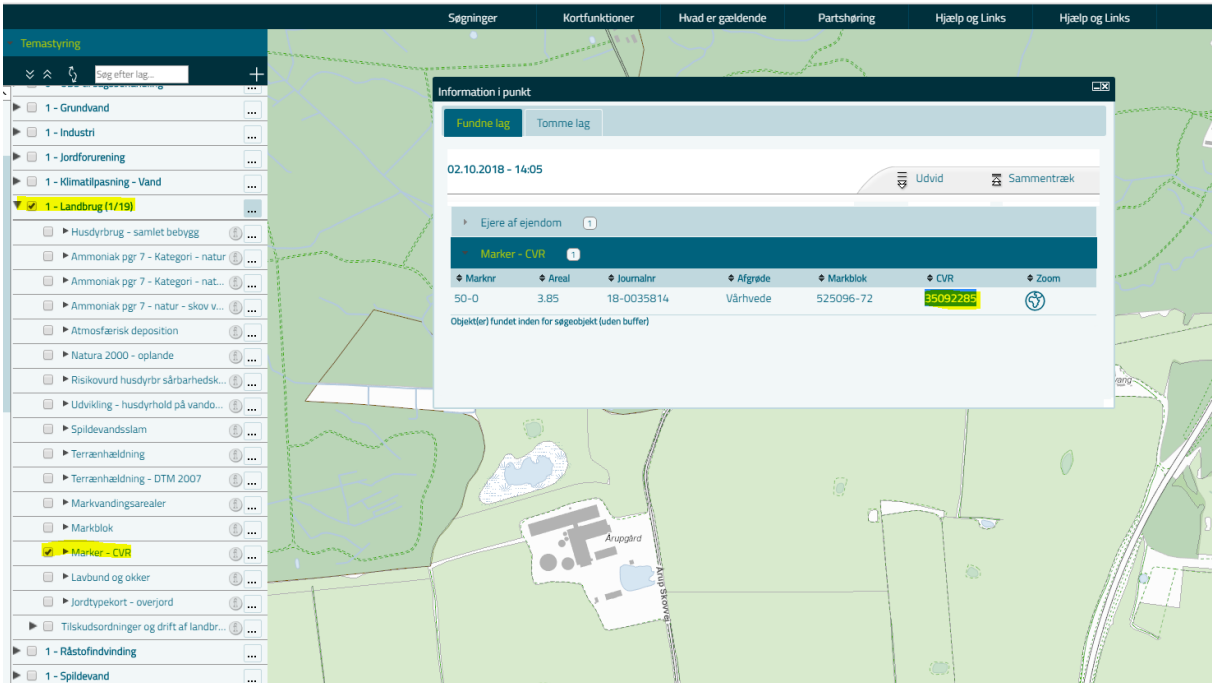 Søgninger Kortfunktioner Hvad er gældende Partshøring Hjælp og Links Hjælp og Links
Temastyring
Søg efter lag...
1 - Grundvand
1 - Industri
1 - Jordforurening
1 - Klimatilpasning - Vand
1 - Landbrug (1/19)
Husdyrbrug - samlet bebygg
Ammoniak pgr 7 - Kategori - natur
Ammoniak pgr 7 - Kategori - nat...
Ammoniak pgr 7 - natur - skov v...
Atmosfærisk deposition
Natura 2000 - oplande
Risikovurd husdyrbr sårbarhedsk...
Udvikling - husdyrhold på vando...
Spildevandsslam
Terrænhældning
Terrænhældning - DTM 2007
Markvandingsarealer
Markblok
Marker - CVR
Lavbund og okker
Jordtypekort - overjord
Tilskudsordninger og drift af landbr...
1 - Råstofindvinding
1 - Spildevand
Information i punkt
Fundne lag Tomme lag
02.10.2018 - 14:05
Udvid Sammentræk
Ejere af ejendom 1
Marker - CVR 1
Marknr Areal Journalnr Afgrøde Markblok CVR Zoom
50-0 3.85 18-0035814 Vårhvede 525096-72 35092285
Objekt(er) fundet inden for søgeobjekt (uden buffer)
Årupgård
Årup Skovvej